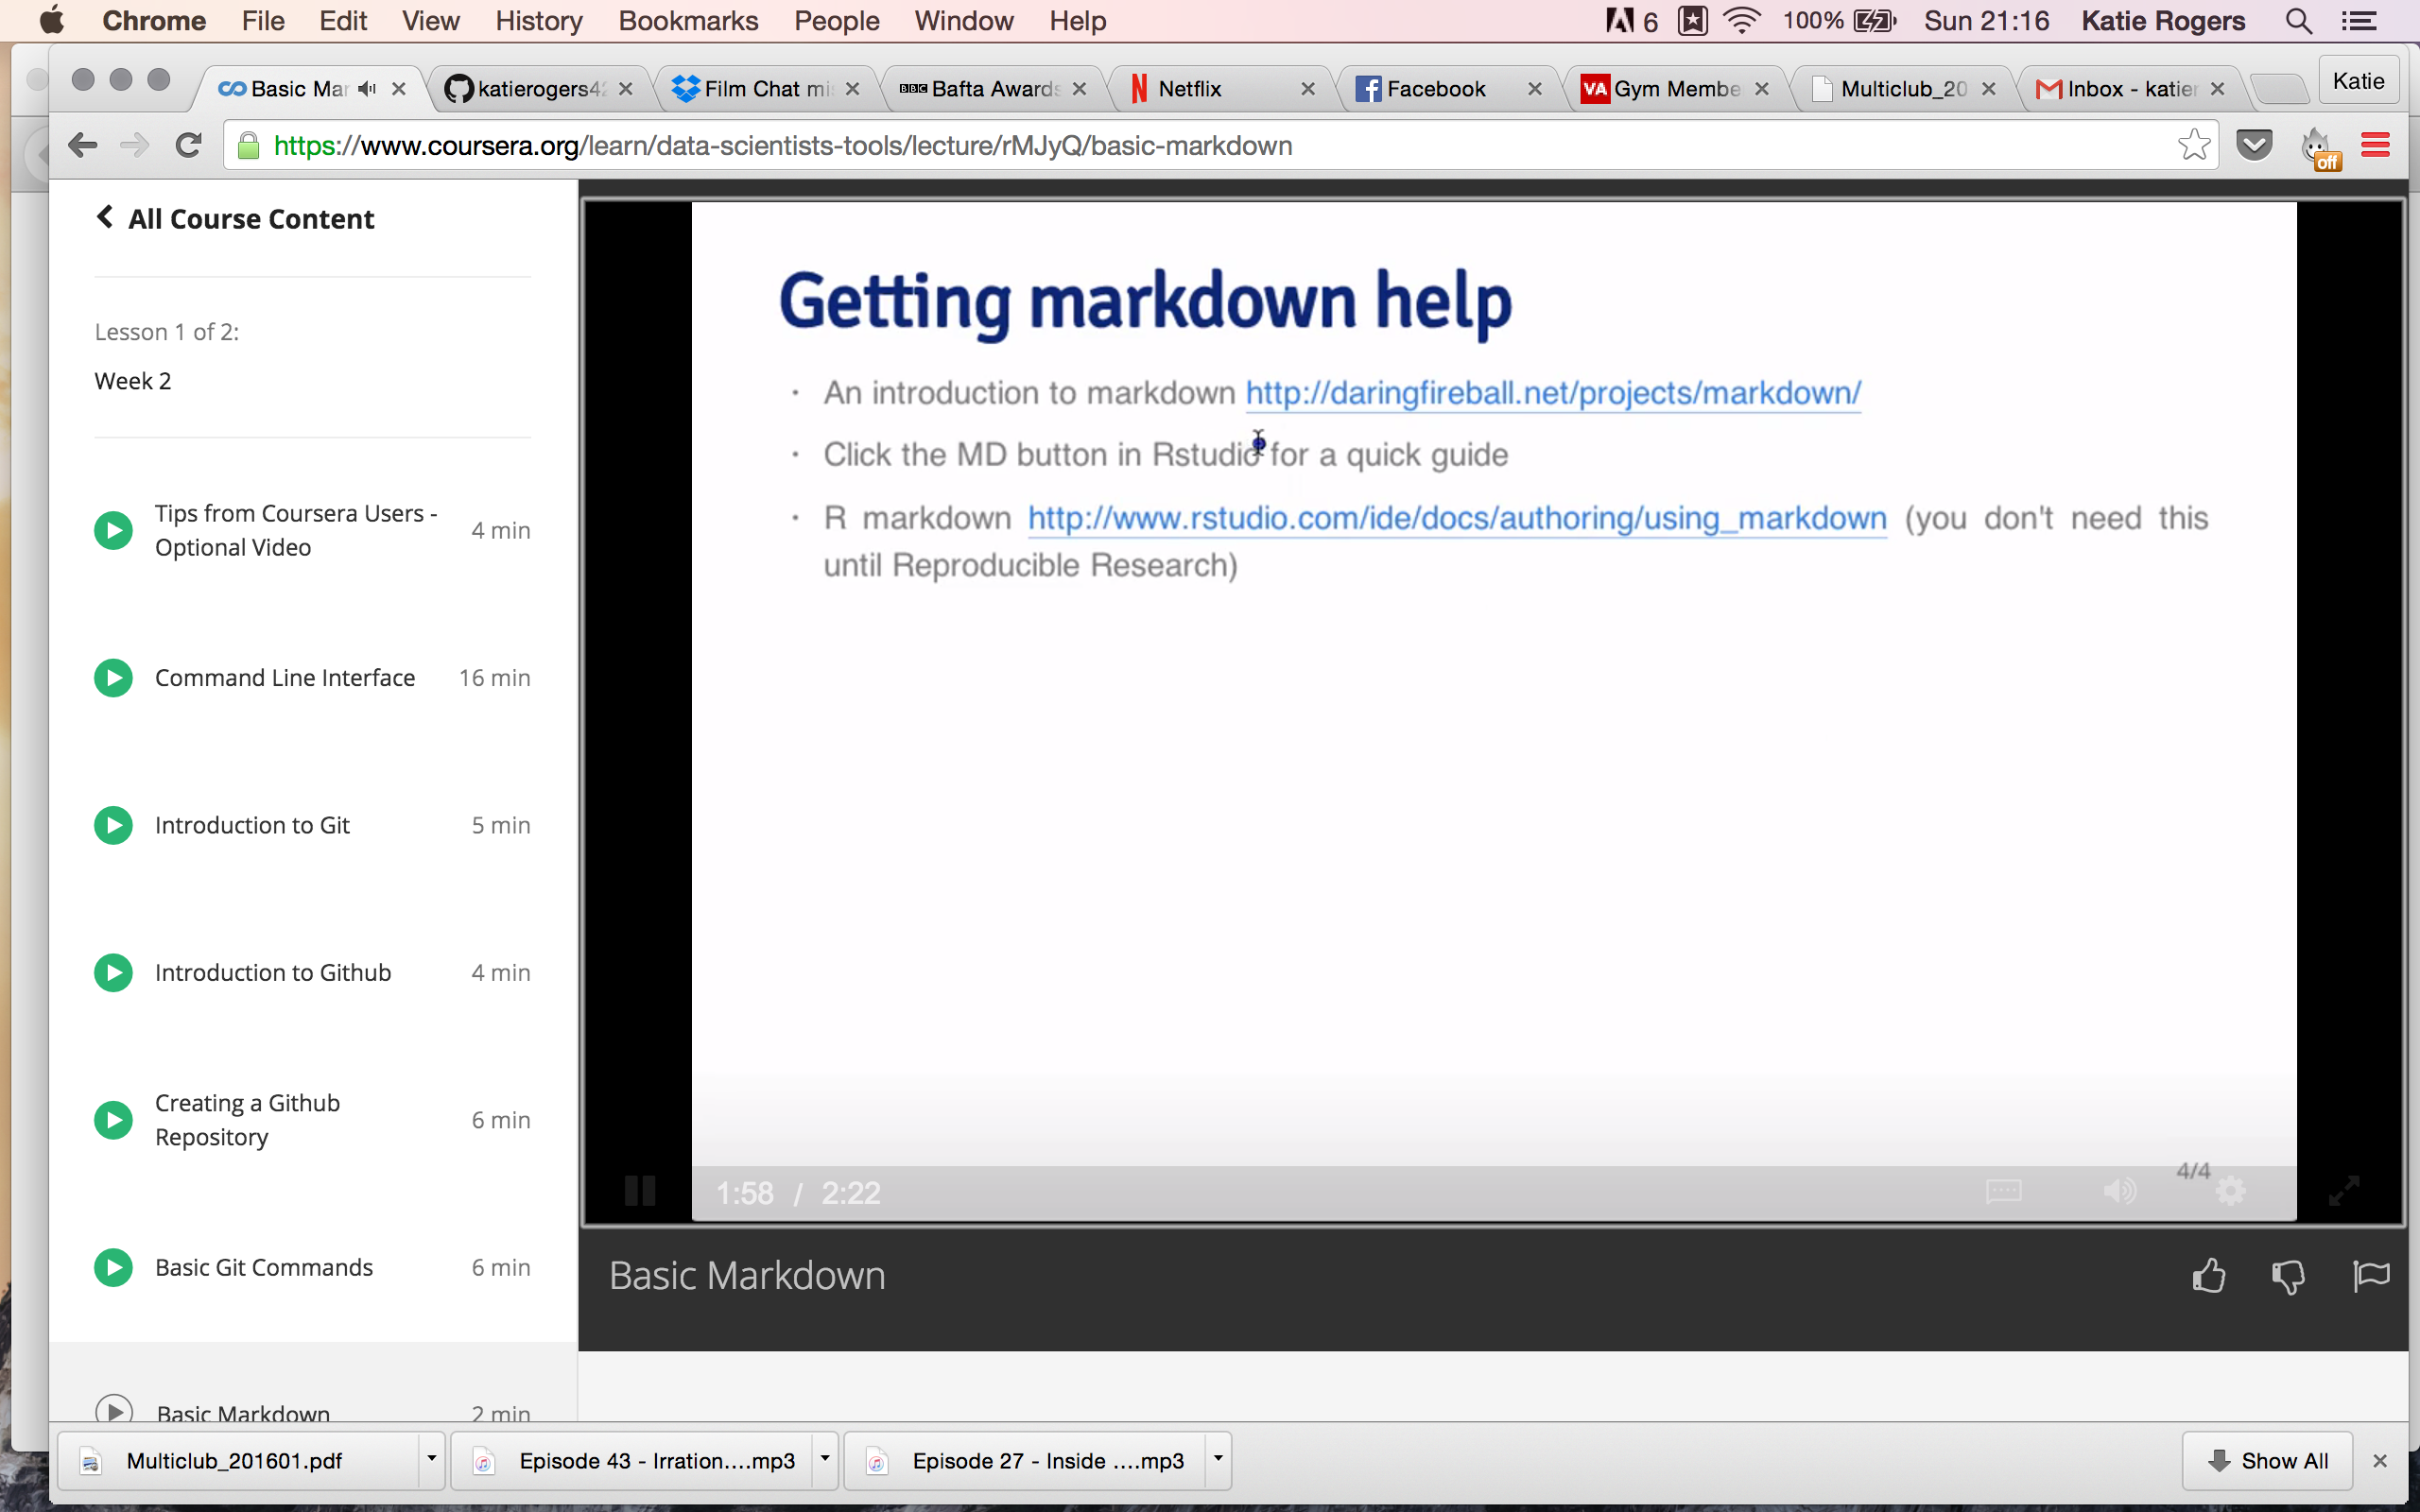 Chrome File Edit View History Bookmarks People Window Help 6 100% Sun 21:16 Katie Rogers
Basic Mar katierogers42 Film Chat mi BBC Bafta Awards Netflix Facebook VA Gym Membe Multiclub_20 Inbox - katier Katie
https://www.coursera.org/learn/data-scientists-tools/lecture/rMJyQ/basic-markdown off
All Course Content
Lesson 1 of 2:
Week 2
Tips from Coursera Users -
Optional Video
4 min
Command Line Interface 16 min
Introduction to Git 5 min
Introduction to Github 4 min
Creating a Github
Repository
6 min
Basic Git Commands 6 min
Basic Markdown 2 min
Getting markdown help
· An introduction to markdown http://daringfireball.net/projects/markdown/
· Click the MD button in Rstudio for a quick guide
· R markdown http://www.rstudio.com/ide/docs/authoring/using_markdown (you don't need this
until Reproducible Research)
4/4
1:58 / 2:22
Basic Markdown
Multiclub_201601.pdf Episode 43 - Irration....mp3 Episode 27 - Inside ....mp3 Show All